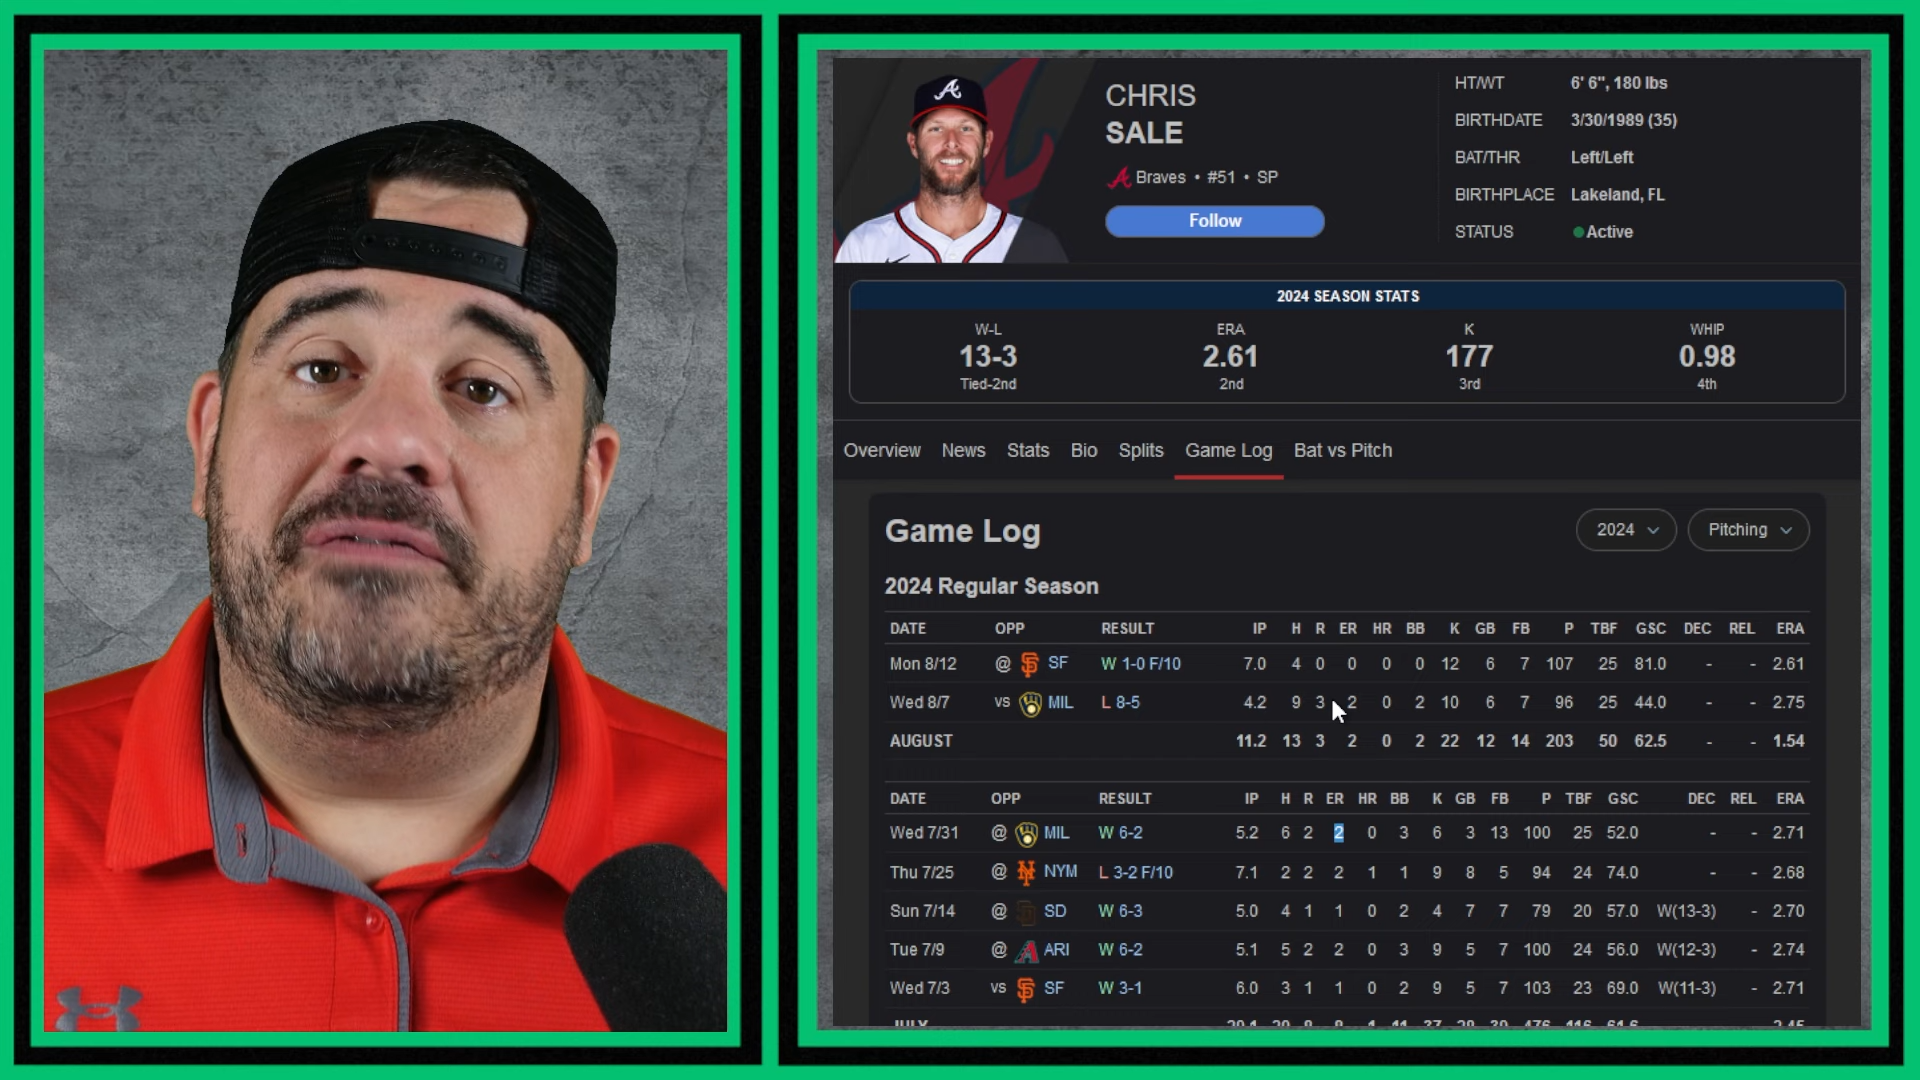 CHRIS
SALE
Braves • #51 • SP
Follow
HT/WT 6' 6", 180 lbs
BIRTHDATE 3/30/1989 (35)
BAT/THR Left/Left
BIRTHPLACE Lakeland, FL
STATUS Active
2024 SEASON STATS
W-L ERA K WHIP
13-3 2.61 177 0.98
Tied-2nd 2nd 3rd 4th
Overview News Stats Bio Splits Game Log Bat vs Pitch
Game Log 2024 Pitching
2024 Regular Season
DATE OPP RESULT IP H R ER HR BB K GB FB P TBF GSC DEC REL ERA
Mon 8/12 @ SF W 1-0 F/10 7.0 4 0 0 0 0 12 6 7 107 25 81.0 - - 2.61
Wed 8/7 vs MIL L 8-5 4.2 9 3 2 0 2 10 6 7 96 25 44.0 - - 2.75
AUGUST 11.2 13 3 2 0 2 22 12 14 203 50 62.5 - - 1.54
DATE OPP RESULT IP H R ER HR BB K GB FB P TBF GSC DEC REL ERA
Wed 7/31 @ MIL W 6-2 5.2 6 2 2 0 3 6 3 13 100 25 52.0 - - 2.71
Thu 7/25 @ NYM L 3-2 F/10 7.1 2 2 2 1 1 9 8 5 94 24 74.0 - - 2.68
Sun 7/14 @ SD W 6-3 5.0 4 1 1 0 2 4 7 7 79 20 57.0 W(13-3) - 2.70
Tue 7/9 @ ARI W 6-2 5.1 5 2 2 0 3 9 5 7 100 24 56.0 W(12-3) - 2.74
Wed 7/3 vs SF W 3-1 6.0 3 1 1 0 2 9 5 7 103 23 69.0 W(11-3) - 2.71
JULY